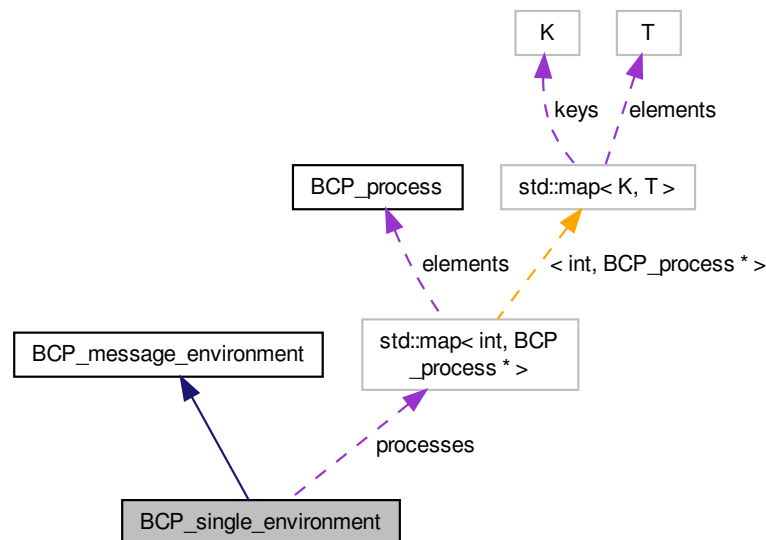 K
T
keys
elements
BCP_process
std::map< K, T >
elements
< int, BCP_process * >
BCP_message_environment
std::map< int, BCP
_process * >
processes
BCP_single_environment